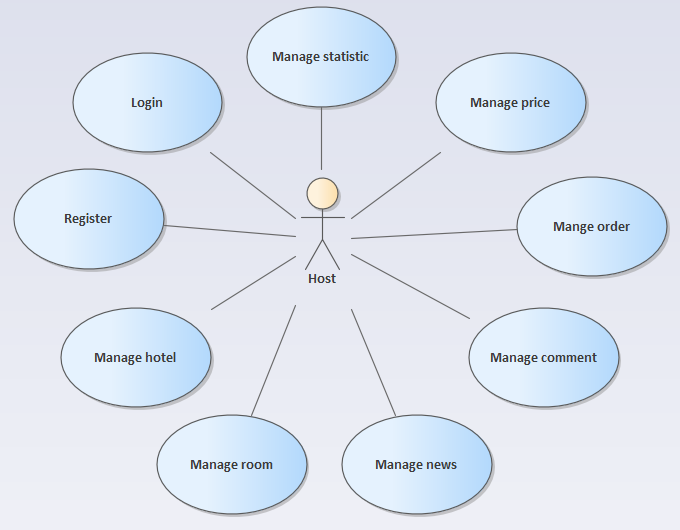 Manage statistic
Login
Manage price
Register
Mange order
Host
Manage hotel
Manage comment
Manage room
Manage news